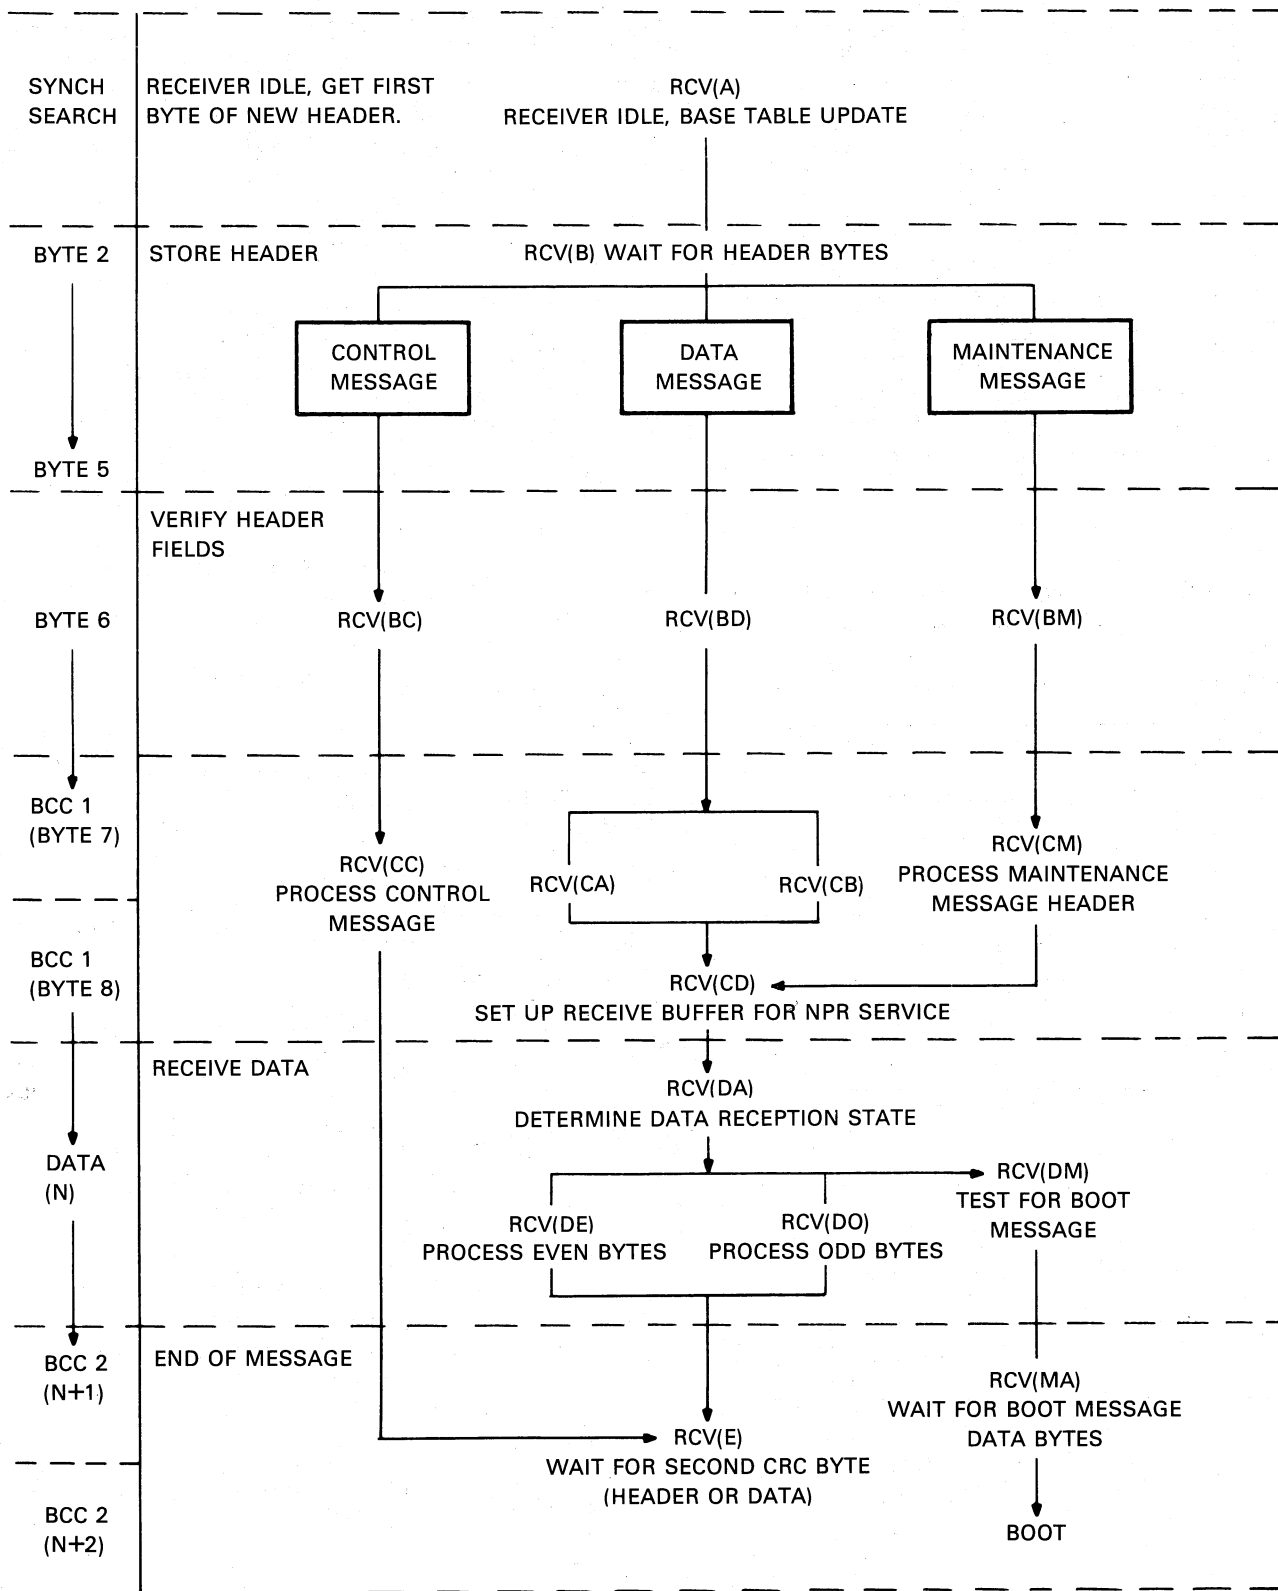 SYNCH
SEARCH
RECEIVER IDLE, GET FIRST
BYTE OF NEW HEADER.
RCV(A)
RECEIVER IDLE, BASE TABLE UPDATE
BYTE 2
STORE HEADER
RCV(B) WAIT FOR HEADER BYTES
CONTROL
MESSAGE
DATA
MESSAGE
MAINTENANCE
MESSAGE
BYTE 5
VERIFY HEADER
FIELDS
BYTE 6
RCV(BC)
RCV(BD)
RCV(BM)
BCC 1
(BYTE 7)
RCV(CC)
PROCESS CONTROL
MESSAGE
RCV(CA)
RCV(CB)
RCV(CM)
PROCESS MAINTENANCE
MESSAGE HEADER
BCC 1
(BYTE 8)
RCV(CD)
SET UP RECEIVE BUFFER FOR NPR SERVICE
RECEIVE DATA
RCV(DA)
DETERMINE DATA RECEPTION STATE
DATA
(N)
RCV(DE)
PROCESS EVEN BYTES
RCV(DO)
PROCESS ODD BYTES
RCV(DM)
TEST FOR BOOT
MESSAGE
BCC 2
(N+1)
END OF MESSAGE
RCV(MA)
WAIT FOR BOOT MESSAGE
DATA BYTES
RCV(E)
WAIT FOR SECOND CRC BYTE
(HEADER OR DATA)
BCC 2
(N+2)
BOOT